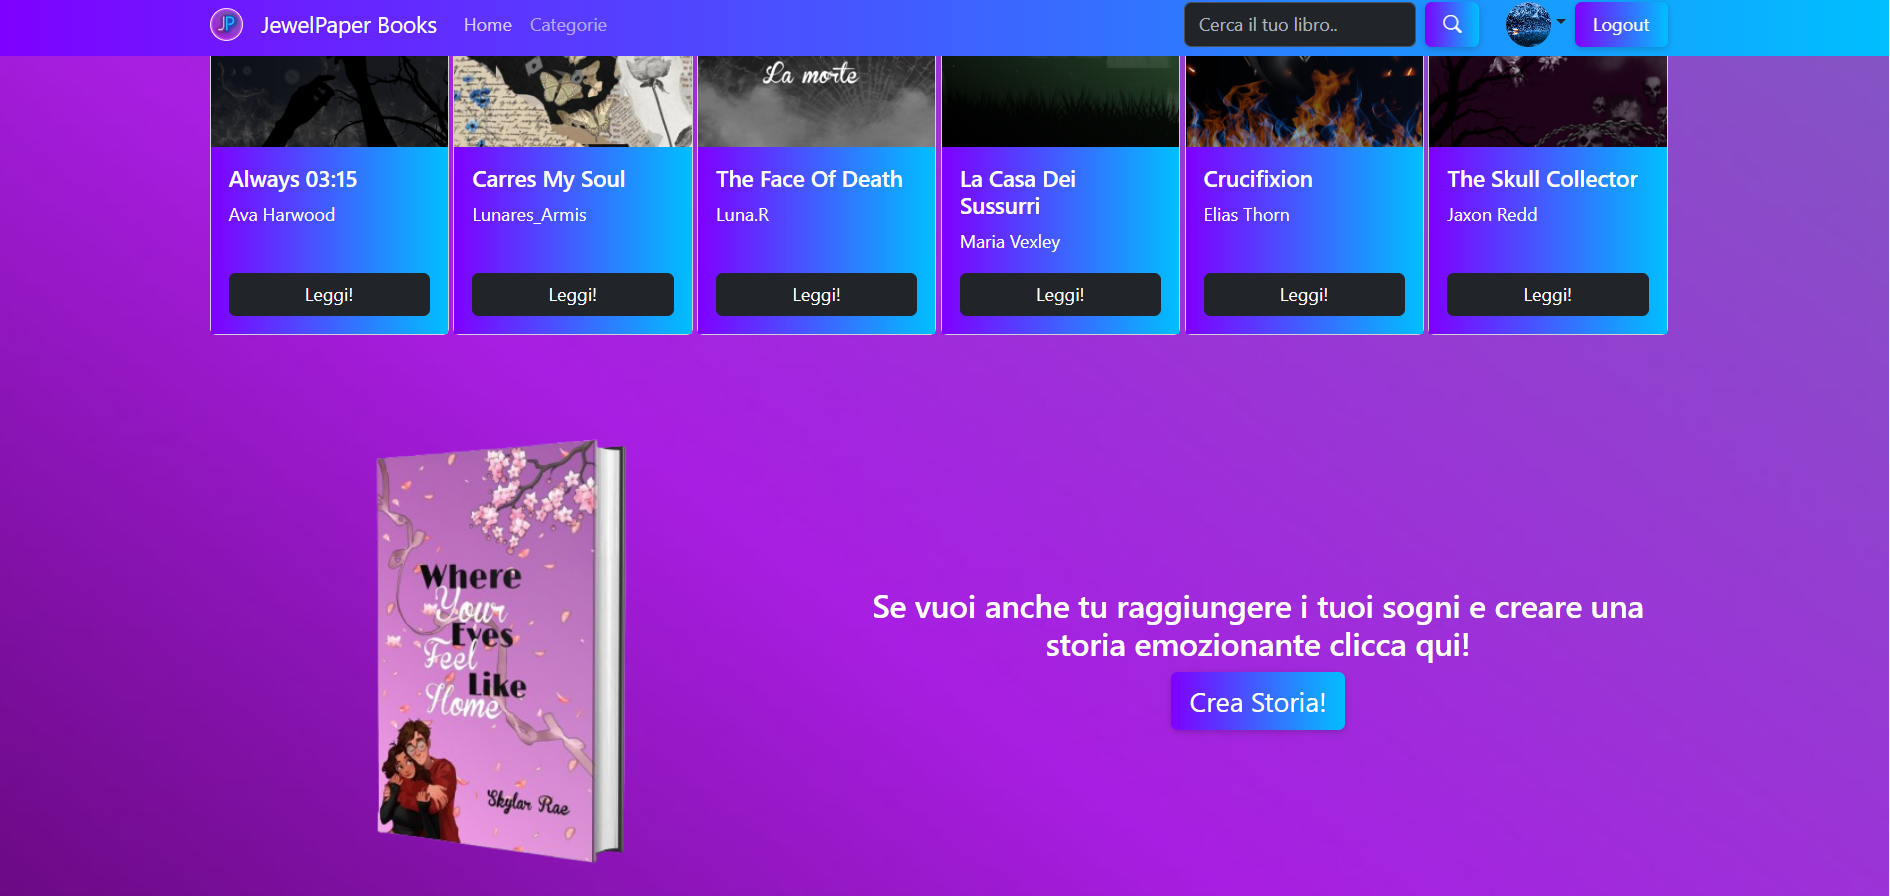 JP JewelPaper Books Home Categorie Cerca il tuo libro.. Logout
La morte
Always 03:15
Ava Harwood
Leggi!
Carres My Soul
Lunares_Armis
Leggi!
The Face Of Death
Luna.R
Leggi!
La Casa Dei
Sussurri
Maria Vexley
Leggi!
Crucifixion
Elias Thorn
Leggi!
The Skull Collector
Jaxon Redd
Leggi!
Where
Your
Eyes
Feel
Like
Home
Skylar Rae
Se vuoi anche tu raggiungere i tuoi sogni e creare una
storia emozionante clicca qui!
Crea Storia!